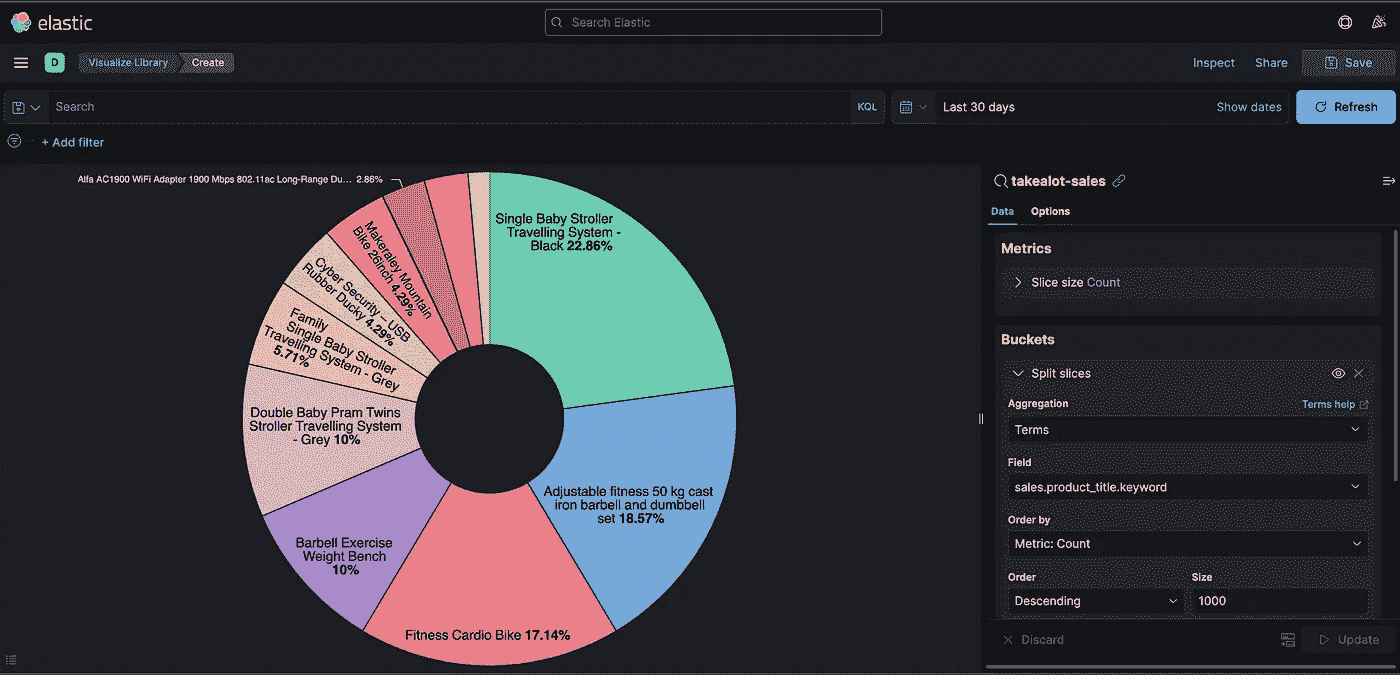 elastic
Search Elastic
D
Visualize Library
Create
Inspect
Share
Save
Search
KQL
Last 30 days
Show dates
Refresh
+ Add filter
Alfa AC1900 WiFi Adapter 1900 Mbps 802.11ac Long-Range Du... 2.86%
Single Baby Stroller
Travelling System -
Black 22.86%
Adjustable fitness 50 kg cast
iron barbell and dumbbell
set 18.57%
Fitness Cardio Bike 17.14%
Barbell Exercise
Weight Bench
10%
Double Baby Pram Twins
Stroller Travelling System
- Grey 10%
Family
Single Baby Stroller
Travelling System - Grey
5.71%
Cyber Security – USB
Rubber Ducky 4.29%
Makeraley Mountain
Bike 26inch 4.29%
takealot-sales
Data
Options
Metrics
Slice size Count
Buckets
Split slices
Aggregation
Terms help
Terms
Field
sales.product_title.keyword
Order by
Metric: Count
Order
Size
Descending
1000
Discard
Update